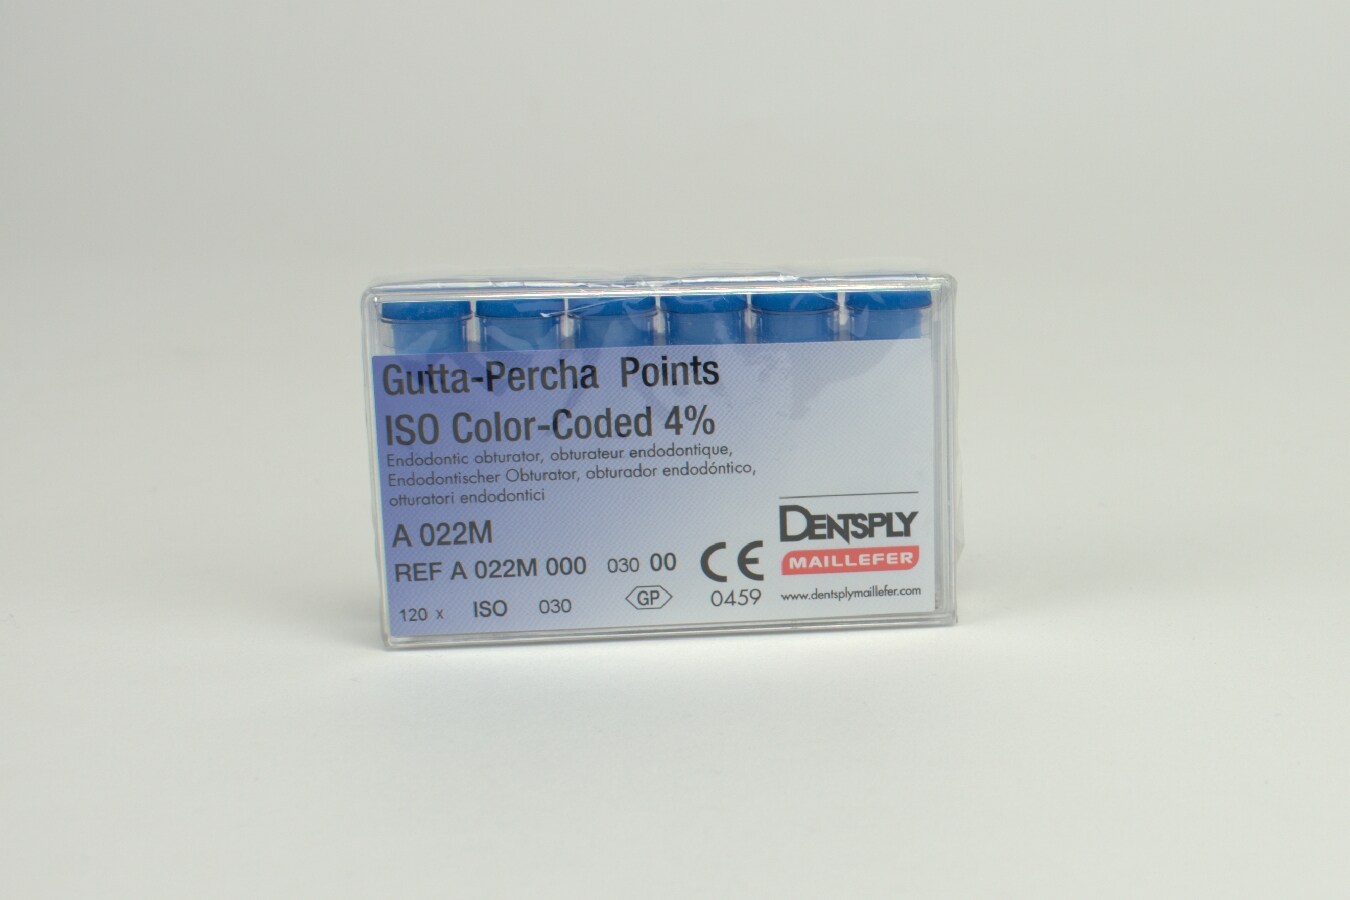 Gutta-Percha Points
ISO Color-Coded 4%
Endodontic obturator, obturateur endodontique,
Endodontischer Obturator, obturador endodóntico,
otturatori endodontici
A 022M
REF A 022M 000 030 00
120 x ISO 030
GP
CE
0459
DENTSPLY
MAILLEFER
www.dentsplymaillefer.com